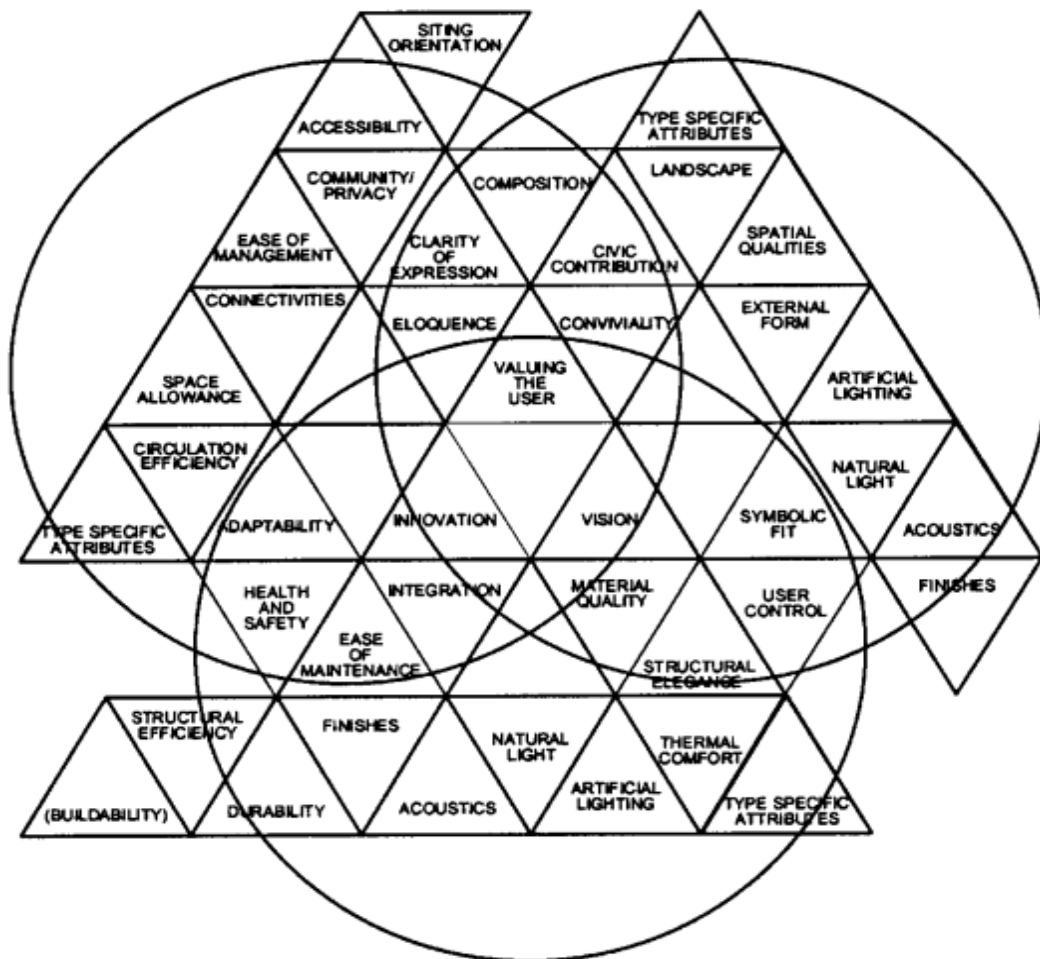 SITING
ORIENTATION
ACCESSIBILITY
TYPE SPECIFIC
ATTRIBUTES
COMMUNITY/
PRIVACY
COMPOSITION
LANDSCAPE
EASE OF
MANAGEMENT
CLARITY
OF
EXPRESSION
CIVIC
CONTRIBUTION
SPATIAL
QUALITIES
CONNECTIVITIES
ELOQUENCE
CONVIVIALITY
EXTERNAL
FORM
SPACE
ALLOWANCE
VALUING
THE
USER
ARTIFICIAL
LIGHTING
CIRCULATION
EFFICIENCY
NATURAL
LIGHT
TYPE SPECIFIC
ATTRIBUTES
ADAPTABILITY
INNOVATION
VISION
SYMBOLIC
FIT
ACOUSTICS
HEALTH
AND
SAFETY
INTEGRATION
MATERIAL
QUALITY
USER
CONTROL
FINISHES
EASE
OF
MAINTENANCE
STRUCTURAL
ELEGANCE
STRUCTURAL
EFFICIENCY
FINISHES
NATURAL
LIGHT
THERMAL
COMFORT
(BUILDABILITY)
DURABILITY
ACOUSTICS
ARTIFICIAL
LIGHTING
TYPE SPECIFIC
ATTRIBUTES